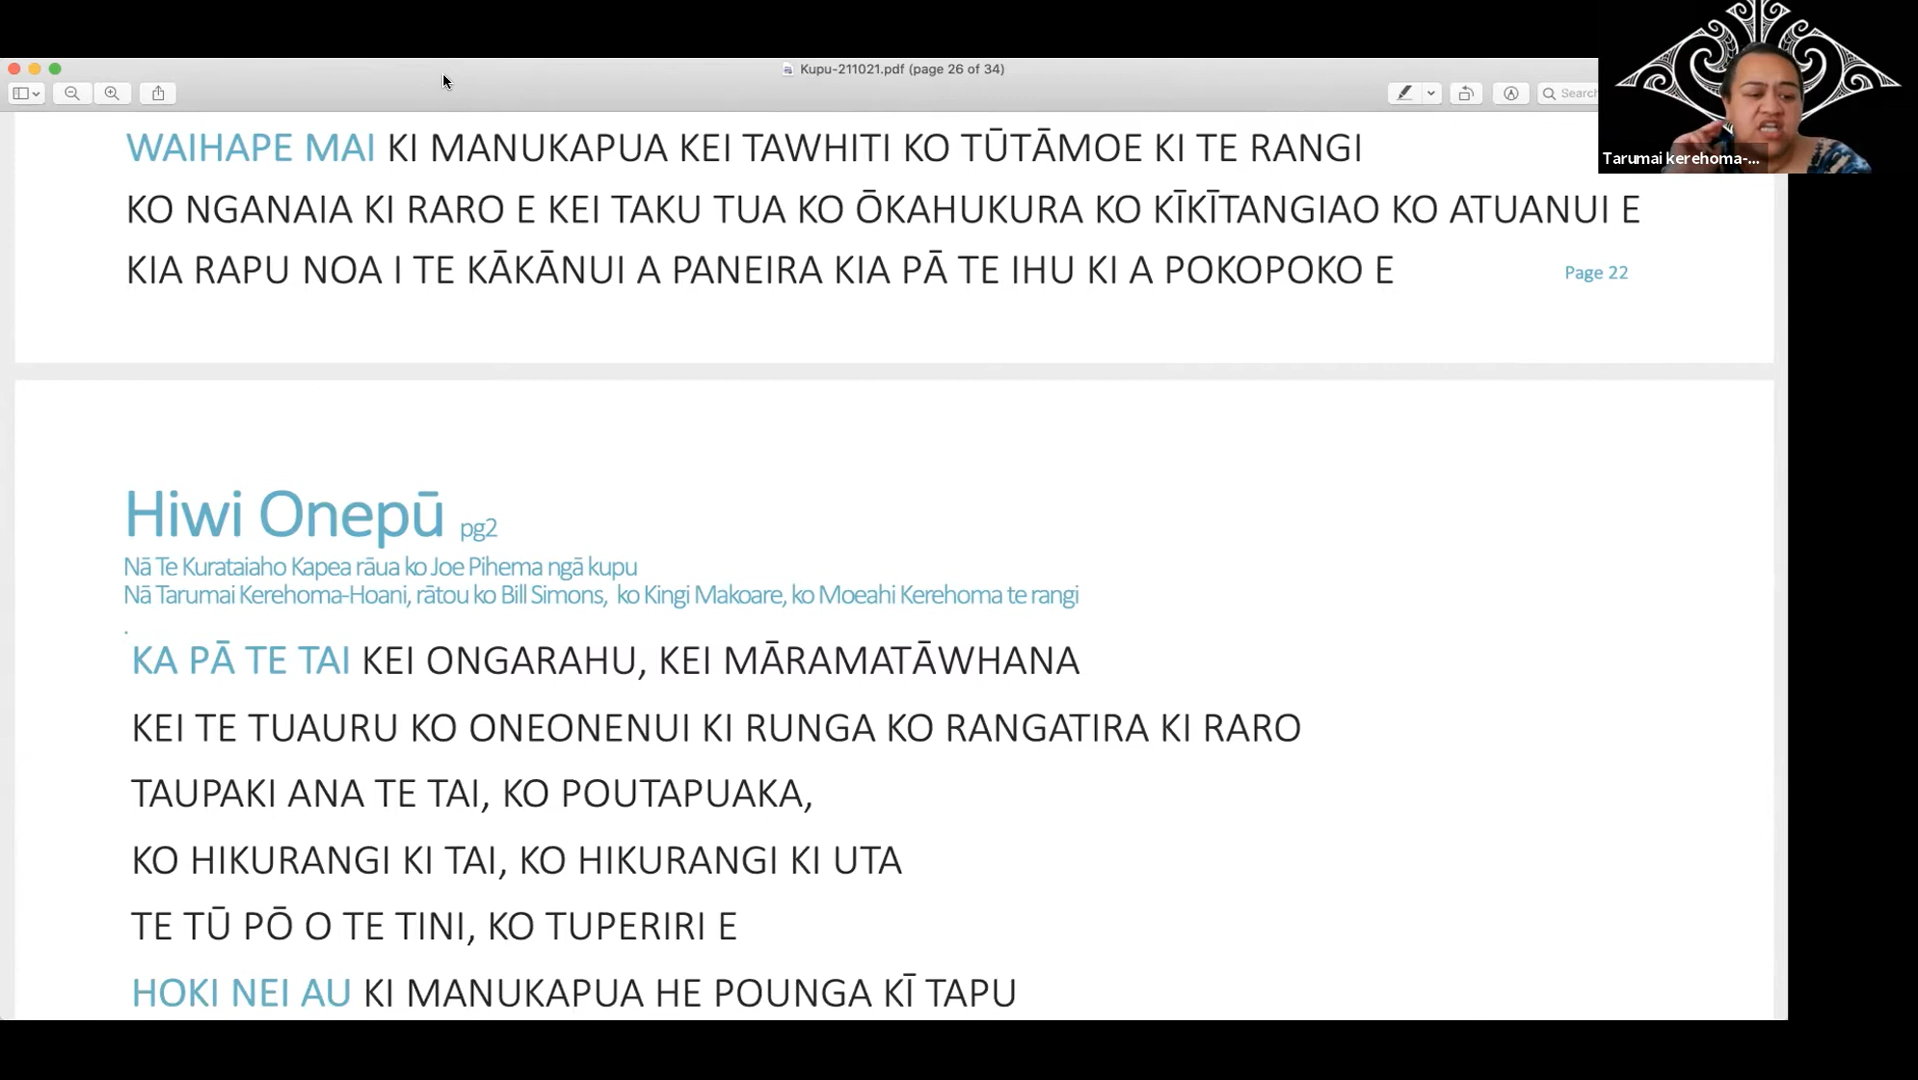 Kupu-211021.pdf (page 26 of 34)
Search
Tarumai kerehoma-...
WAIHAPE MAI KI MANUKAPUA KEI TAWHITI KO TŪTĀMOE KI TE RANGI
KO NGANAIA KI RARO E KEI TAKU TUA KO ŌKAHUKURA KO KĪKĪTANGIAO KO ATUANUI E
KIA RAPU NOA I TE KĀKĀNUI A PANEIRA KIA PĀ TE IHU KI A POKOPOKO E
Page 22
Hiwi Onepū pg2
Nā Te Kurataiaho Kapea rāua ko Joe Pihema ngā kupu
Nā Tarumai Kerehoma-Hoani, rātou ko Bill Simons, ko Kingi Makoare, ko Moeahi Kerehoma te rangi
.
KA PĀ TE TAI KEI ONGARAHU, KEI MĀRAMATĀWHANA
KEI TE TUAURU KO ONEONENUI KI RUNGA KO RANGATIRA KI RARO
TAUPAKI ANA TE TAI, KO POUTAPUAKA,
KO HIKURANGI KI TAI, KO HIKURANGI KI UTA
TE TŪ PŌ O TE TINI, KO TUPERIRI E
HOKI NEI AU KI MANUKAPUA HE POUNGA KĪ TAPU